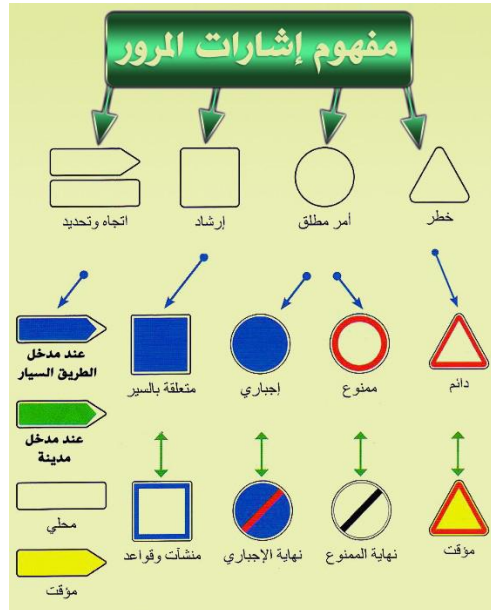 مفهوم إشارات المرور
خطر
أمر مطلق
إرشاد
اتجاه وتحديد
دائم
ممنوع
إجباري
متعلقة بالسير
عند مدخل
الطريق السيار
عند مدخل
مدينة
مؤقت
نهاية الممنوع
نهاية الإجباري
منشآت وقواعد
محلي
مؤقت